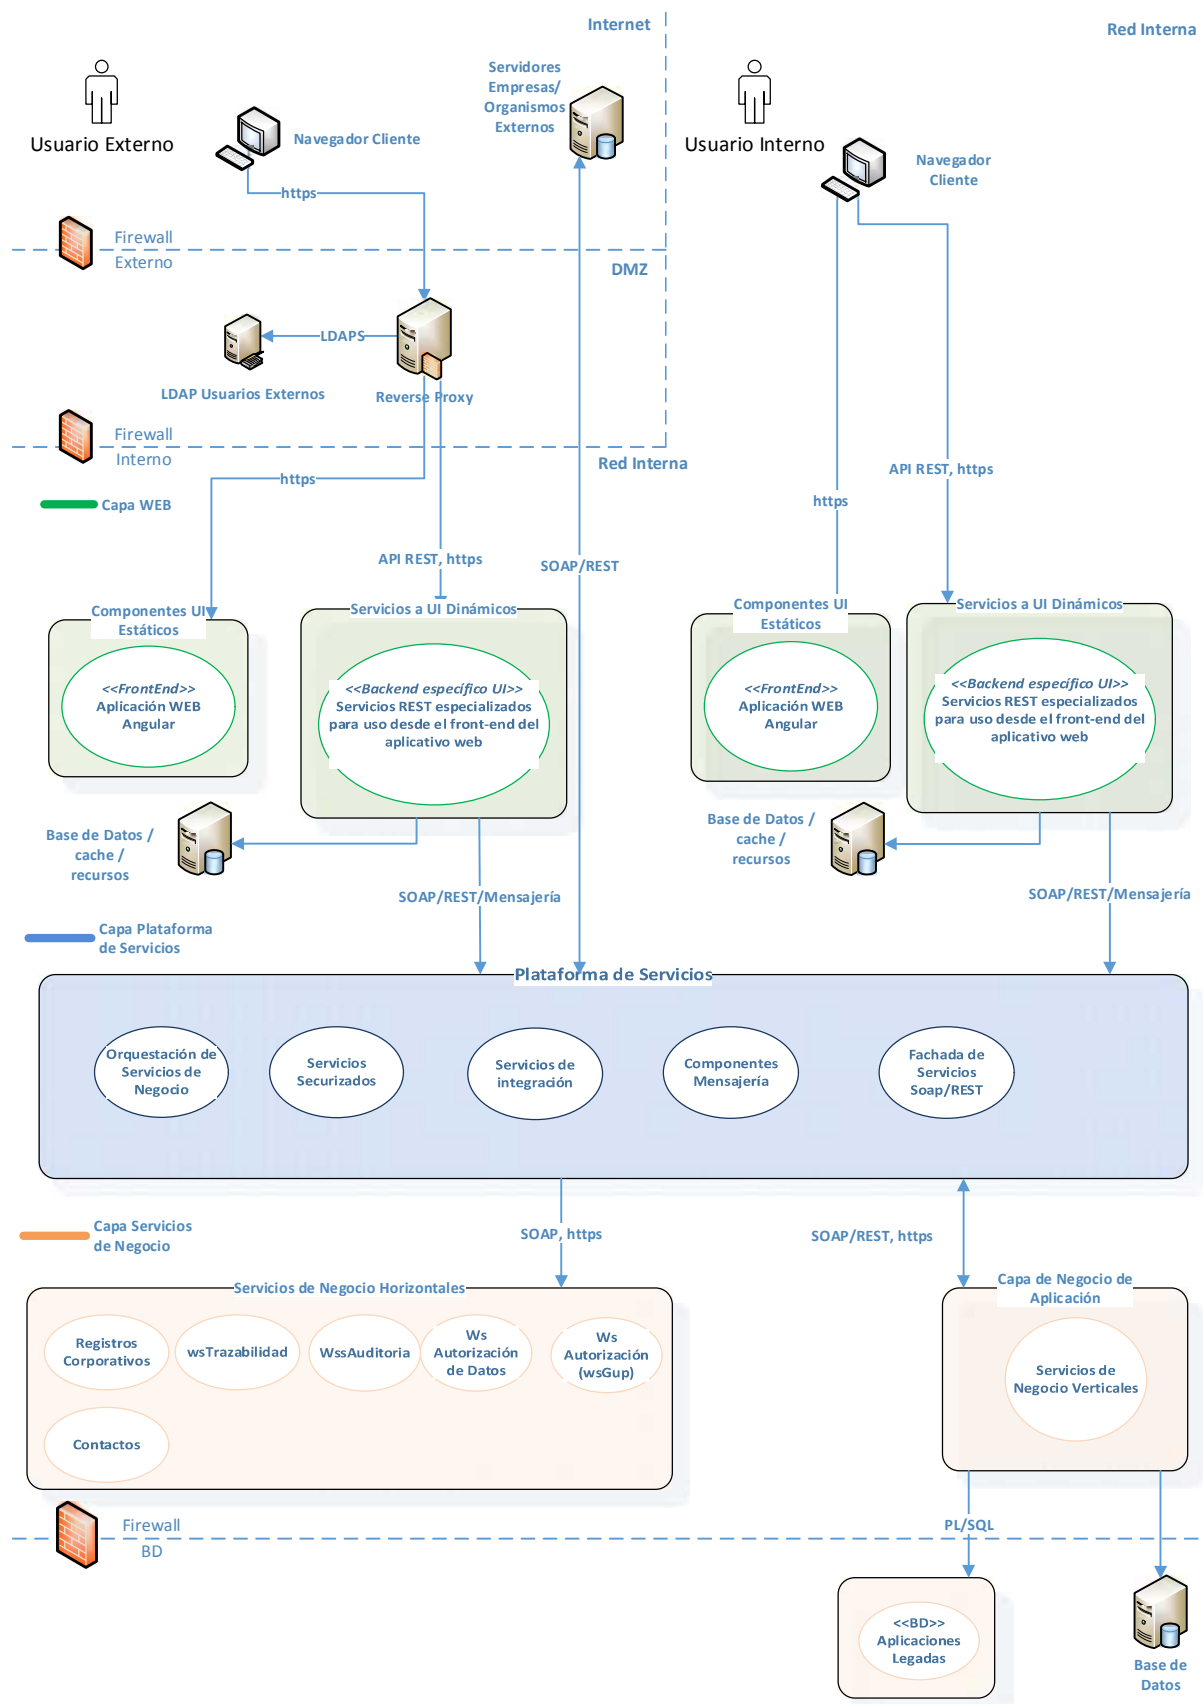 Internet
Red Interna
Servidores
Empresas/
Organismos
Externos
Usuario Externo
Navegador Cliente
Usuario Interno
Navegador
Cliente
https
Firewall
Externo
DMZ
LDAPS
LDAP Usuarios Externos
Reverse Proxy
Firewall
Interno
Red Interna
https
API REST, https
https
Capa WEB
API REST, https
SOAP/REST
Componentes UI
Estáticos
Servicios a UI Dinámicos
Componentes UI
Estáticos
Servicios a UI Dinámicos
<<FrontEnd>>
Aplicación WEB
Angular
<<Backend específico UI>>
Servicios REST especializados
para uso desde el front-end del
aplicativo web
<<FrontEnd>>
Aplicación WEB
Angular
<<Backend específico UI>>
Servicios REST especializados
para uso desde el front-end del
aplicativo web
Base de Datos /
cache /
recursos
Base de Datos /
cache /
recursos
SOAP/REST/Mensajería
SOAP/REST/Mensajería
Capa Plataforma
de Servicios
Plataforma de Servicios
Orquestación de
Servicios de
Negocio
Servicios
Securizados
Servicios de
integración
Componentes
Mensajería
Fachada de
Servicios
Soap/REST
Capa Servicios
de Negocio
SOAP, https
SOAP/REST, https
Servicios de Negocio Horizontales
Capa de Negocio de
Aplicación
Registros
Corporativos
wsTrazabilidad
WssAuditoria
Ws
Autorización
de Datos
Ws
Autorización
(wsGup)
Servicios de
Negocio Verticales
Contactos
Firewall
BD
PL/SQL
<<BD>>
Aplicaciones
Legadas
Base de
Datos